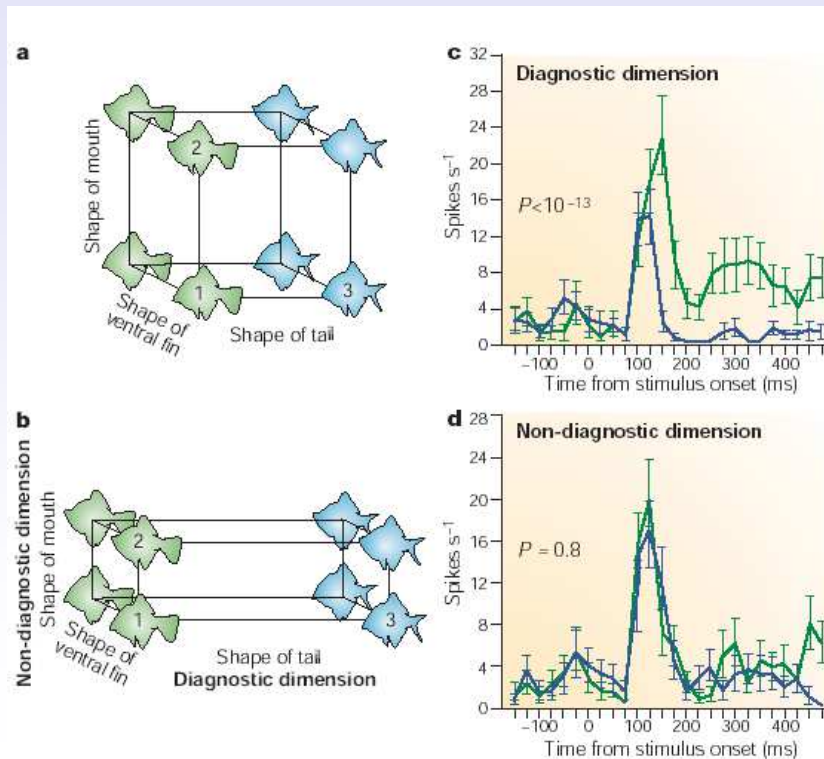 a
Shape of mouth
2
1
3
Shape of
ventral fin
Shape of tail
b
Non-diagnostic dimension
Shape of mouth
2
1
3
Shape of
ventral fin
Shape of tail
Diagnostic dimension
c
Diagnostic dimension
P<10 –13
Spikes s–1
32
28
24
20
16
12
8
4
0
–100 0 100 200 300 400
Time from stimulus onset (ms)
d
Non-diagnostic dimension
P = 0.8
Spikes s–1
28
24
20
16
12
8
4
0
–100 0 100 200 300 400
Time from stimulus onset (ms)